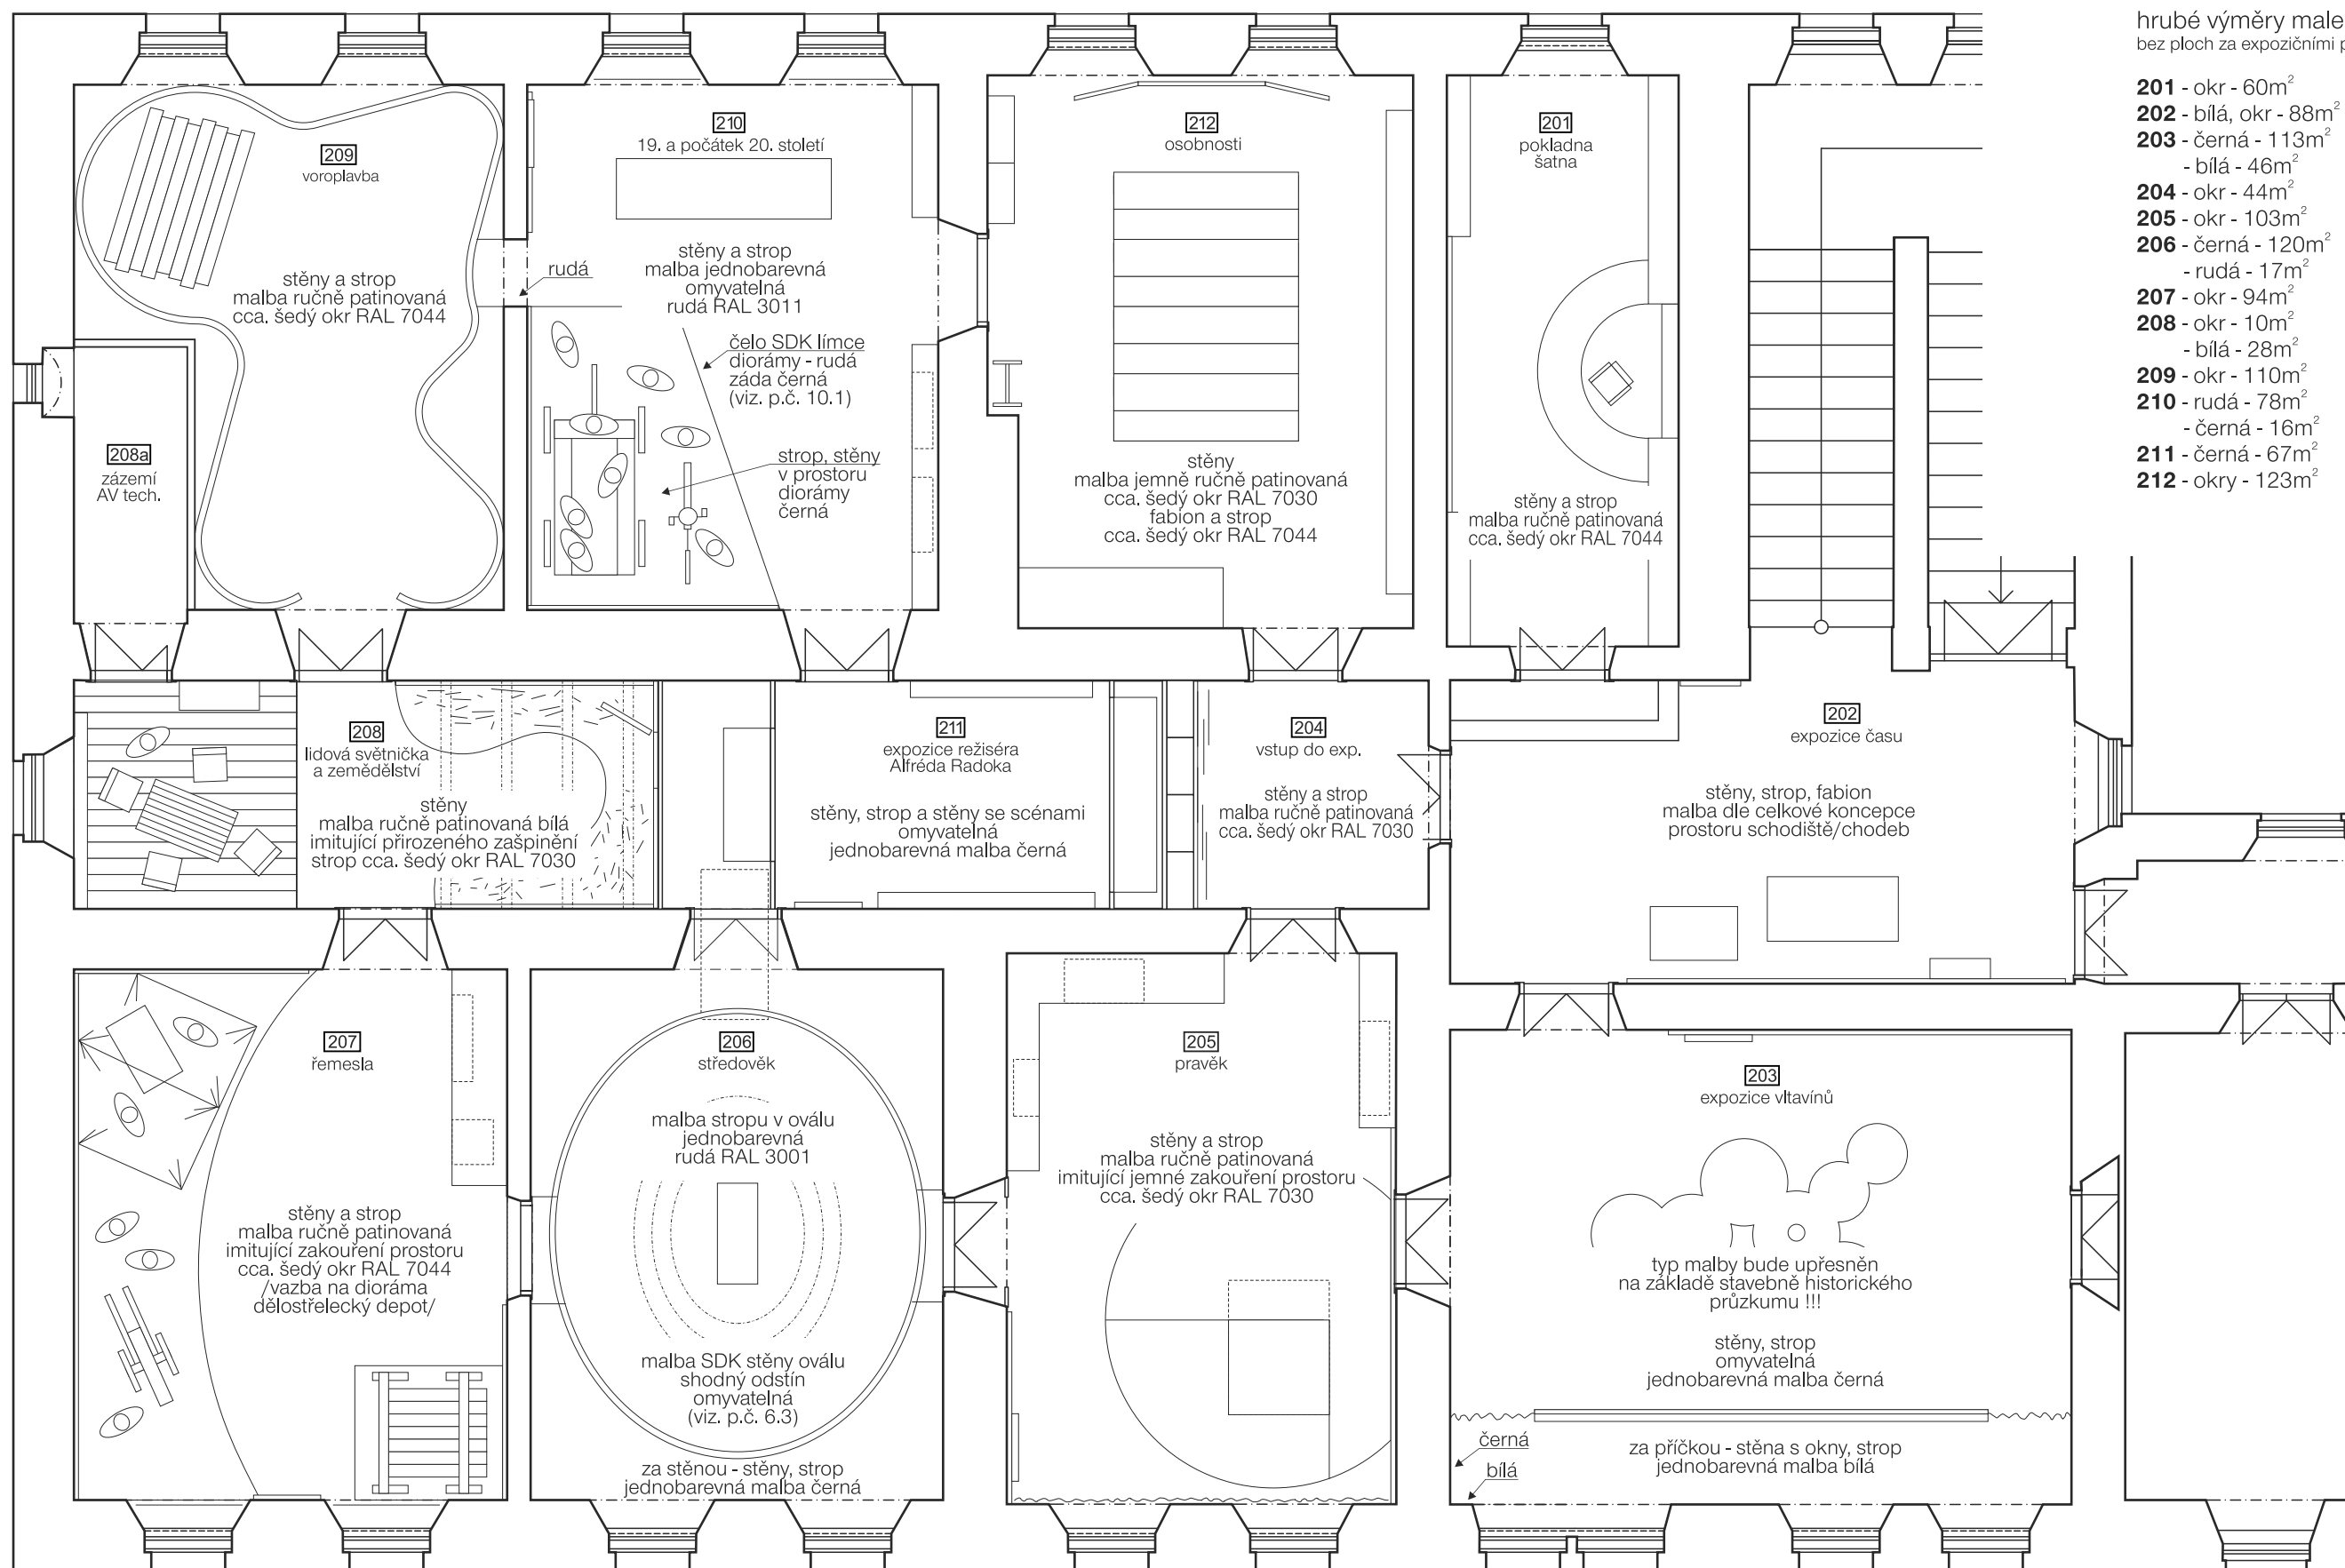 hrubé výměry male
bez ploch za expozičními p
201 - okr - 60m²
202 - bílá, okr - 88m²
203 - černá - 113m²
- bílá - 46m²
204 - okr - 44m²
205 - okr - 103m²
206 - černá - 120m²
- rudá - 17m²
207 - okr - 94m²
208 - okr - 10m²
- bílá - 28m²
209 - okr - 110m²
210 - rudá - 78m²
- černá - 16m²
211 - černá - 67m²
212 - okry - 123m²
209
voroplavba
stěny a strop
malba ručně patinovaná
cca. šedý okr RAL 7044
208a
zázemí
AV tech.
210
19. a počátek 20. století
rudá
stěny a strop
malba jednobarevná
omyvatelná
rudá RAL 3011
čelo SDK límce
diorámy - rudá
záda černá
(viz. p.č. 10.1)
strop, stěny
v prostoru
diorámy
černá
212
osobnosti
stěny
malba jemně ručně patinovaná
cca. šedý okr RAL 7030
fabion a strop
cca. šedý okr RAL 7044
201
pokladna
šatna
stěny a strop
malba ručně patinovaná
cca. šedý okr RAL 7044
208
lidová světnička
a zemědělství
stěny
malba ručně patinovaná bílá
imitující přirozeného zašpinění
strop cca. šedý okr RAL 7030
211
expozice režiséra
Alfréda Radoka
stěny, strop a stěny se scénami
omyvatelná
jednobarevná malba černá
204
vstup do exp.
stěny a strop
malba ručně patinovaná
cca. šedý okr RAL 7030
202
expozice času
stěny, strop, fabion
malba dle celkové koncepce
prostoru schodiště/chodeb
207
řemesla
stěny a strop
malba ručně patinovaná
imitující zakouření prostoru
cca. šedý okr RAL 7044
/vazba na dioráma
dělostřelecký depot/
206
středověk
malba stropu v oválu
jednobarevná
rudá RAL 3001
malba SDK stěny oválu
shodný odstín
omyvatelná
(viz. p.č. 6.3)
za stěnou - stěny, strop
jednobarevná malba černá
205
pravěk
stěny a strop
malba ručně patinovaná
imitující jemné zakouření prostoru
cca. šedý okr RAL 7030
203
expozice vltavínů
typ malby bude upřesněn
na základě stavebně historického
průzkumu !!!
stěny, strop
omyvatelná
jednobarevná malba černá
černá
bílá
za příčkou - stěna s okny, strop
jednobarevná malba bílá